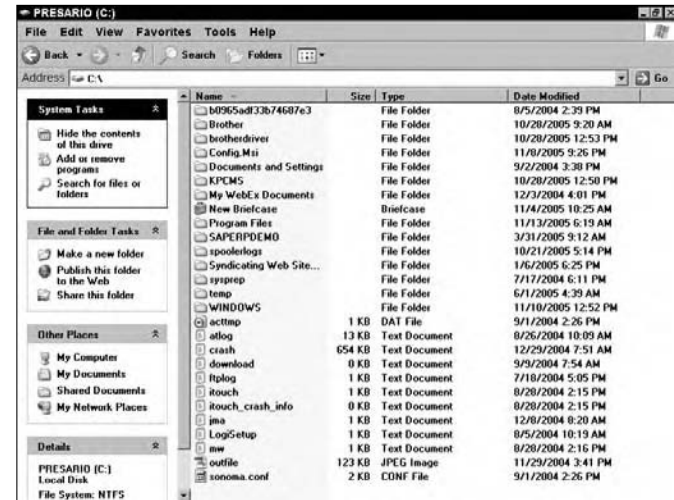 PRESARIO (C:)
File Edit View Favorites Tools Help
Back Search Folders
Address C:\ Go
System Tasks
Hide the contents
of this drive
Add or remove
programs
Search for files or
folders
File and Folder Tasks
Make a new folder
Publish this folder
to the Web
Share this folder
Other Places
My Computer
My Documents
Shared Documents
My Network Places
Details
PRESARIO (C:)
Local Disk
File System: NTFS
Name Size Type Date Modified
b0965adf33b74687e3 File Folder 8/5/2004 2:39 PM
Brother File Folder 10/28/2005 9:20 AM
brotherdriver File Folder 10/28/2005 12:53 PM
Config.Msi File Folder 11/8/2005 9:26 PM
Documents and Settings File Folder 9/2/2004 3:38 PM
KPCMS File Folder 10/28/2005 12:50 PM
My WebEx Documents File Folder 12/3/2004 4:01 PM
New Briefcase Briefcase 11/4/2005 10:25 AM
Program Files File Folder 11/13/2005 6:19 AM
SAPERPDEMO File Folder 3/31/2005 9:12 AM
spoolerlogs File Folder 10/21/2005 5:14 PM
Syndicating Web Site... File Folder 1/6/2005 6:25 PM
sysprep File Folder 7/17/2004 6:11 PM
temp File Folder 6/1/2005 4:39 AM
WINDOWS File Folder 11/10/2005 12:52 PM
acttmp 1 KB DAT File 9/1/2004 2:26 PM
atlog 13 KB Text Document 8/26/2004 10:09 AM
crash 654 KB Text Document 12/29/2004 7:51 AM
download 0 KB Text Document 9/9/2004 7:54 AM
ftplog 1 KB Text Document 7/18/2004 5:05 PM
itouch 1 KB Text Document 8/28/2004 2:15 PM
itouch_crash_info 0 KB Text Document 8/28/2004 2:15 PM
jma 1 KB Text Document 12/8/2004 8:20 AM
LogiSetup 1 KB Text Document 8/5/2004 10:19 AM
mw 1 KB Text Document 8/28/2004 2:16 PM
outfile 123 KB JPEG Image 11/29/2004 3:41 PM
sonoma.conf 2 KB CONF File 9/1/2004 2:26 PM